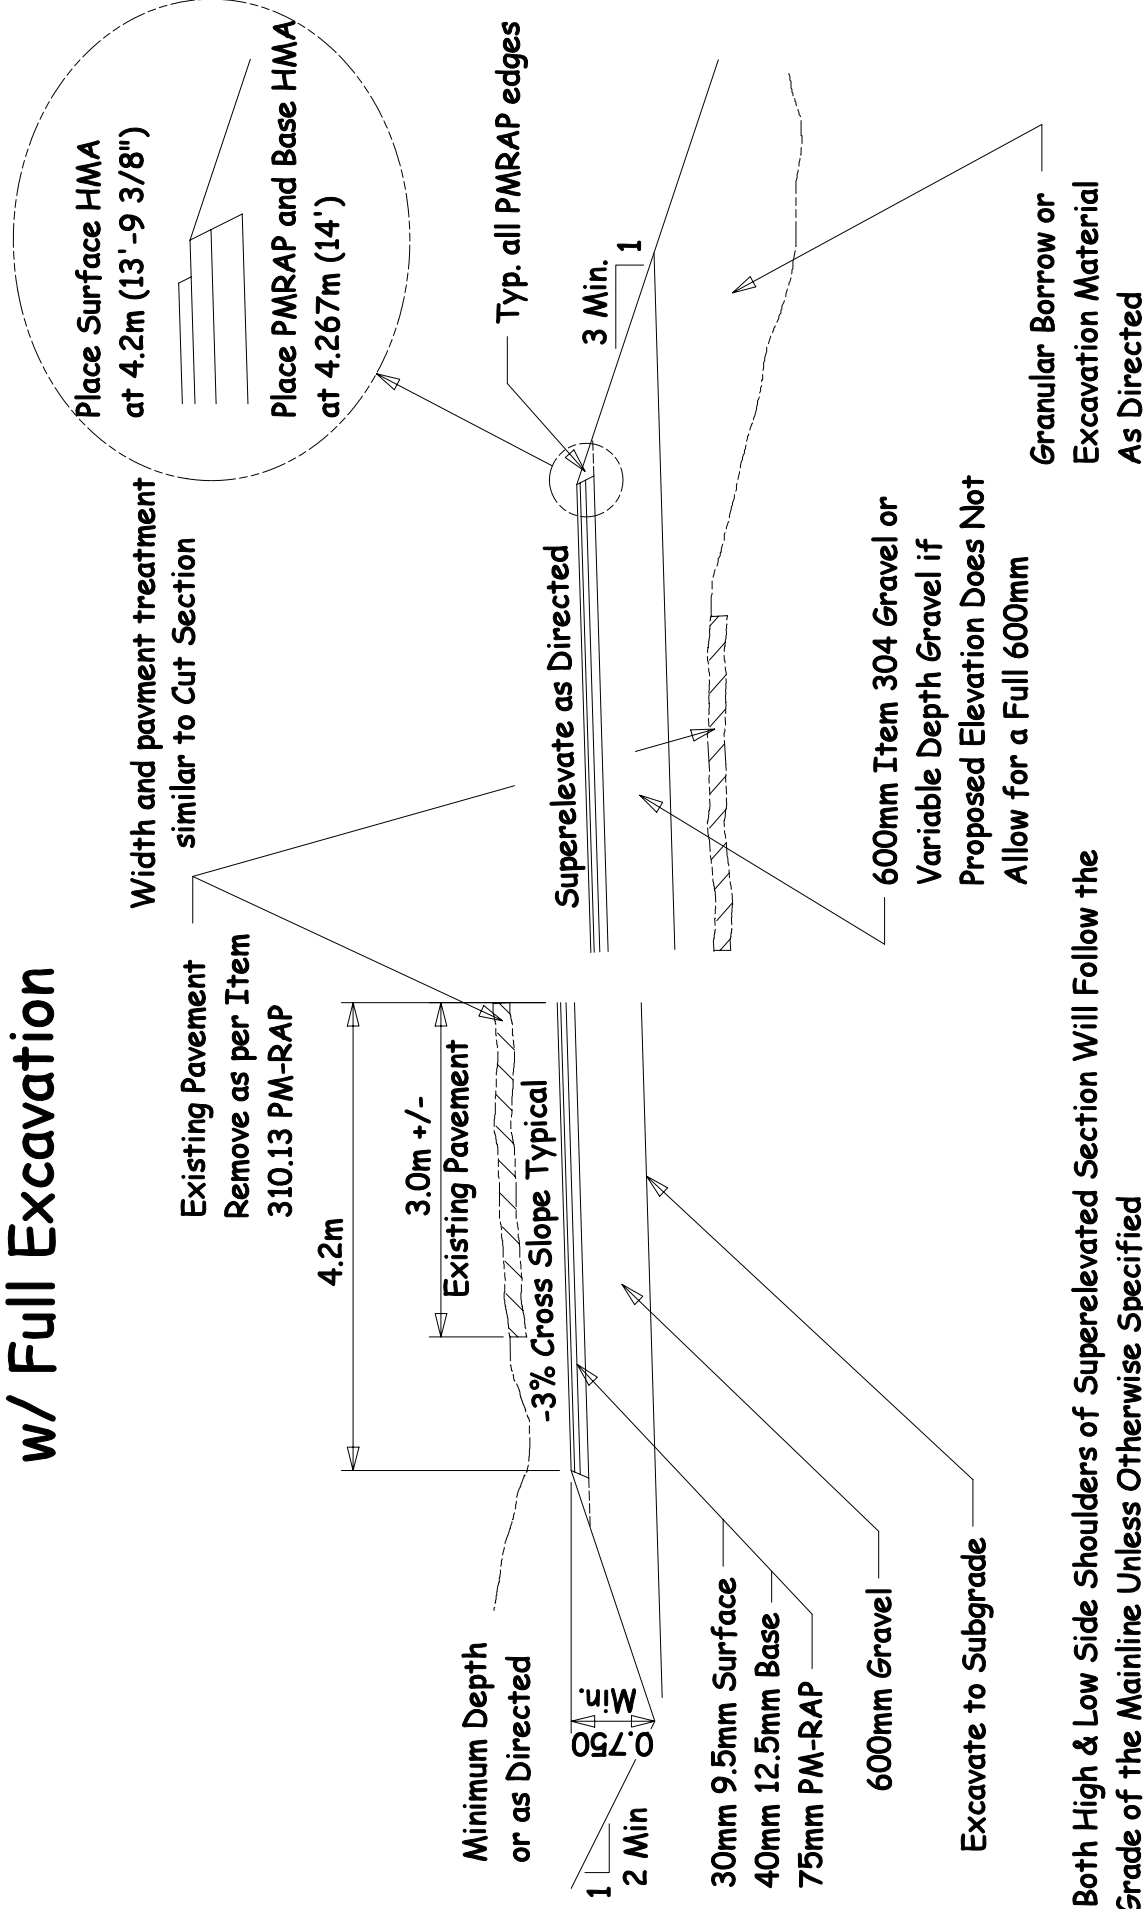 w/ Full Excavation
Place Surface HMA
at 4.2m (13'-9 3/8")
Place PMRAP and Base HMA
at 4.267m (14')
Width and pavment treatment
similar to Cut Section
Existing Pavement
Remove as per Item
310.13 PM-RAP
4.2m
3.0m +/-
Existing Pavement
-3% Cross Slope Typical
Minimum Depth
or as Directed
0.750
Min.
1
2 Min
30mm 9.5mm Surface
40mm 12.5mm Base
75mm PM-RAP
600mm Gravel
Excavate to Subgrade
Typ. all PMRAP edges
3 Min.
1
Superelevate as Directed
600mm Item 304 Gravel or
Variable Depth Gravel if
Proposed Elevation Does Not
Allow for a Full 600mm
Granular Borrow or
Excavation Material
As Directed
Both High & Low Side Shoulders of Superelevated Section Will Follow the
Grade of the Mainline Unless Otherwise Specified